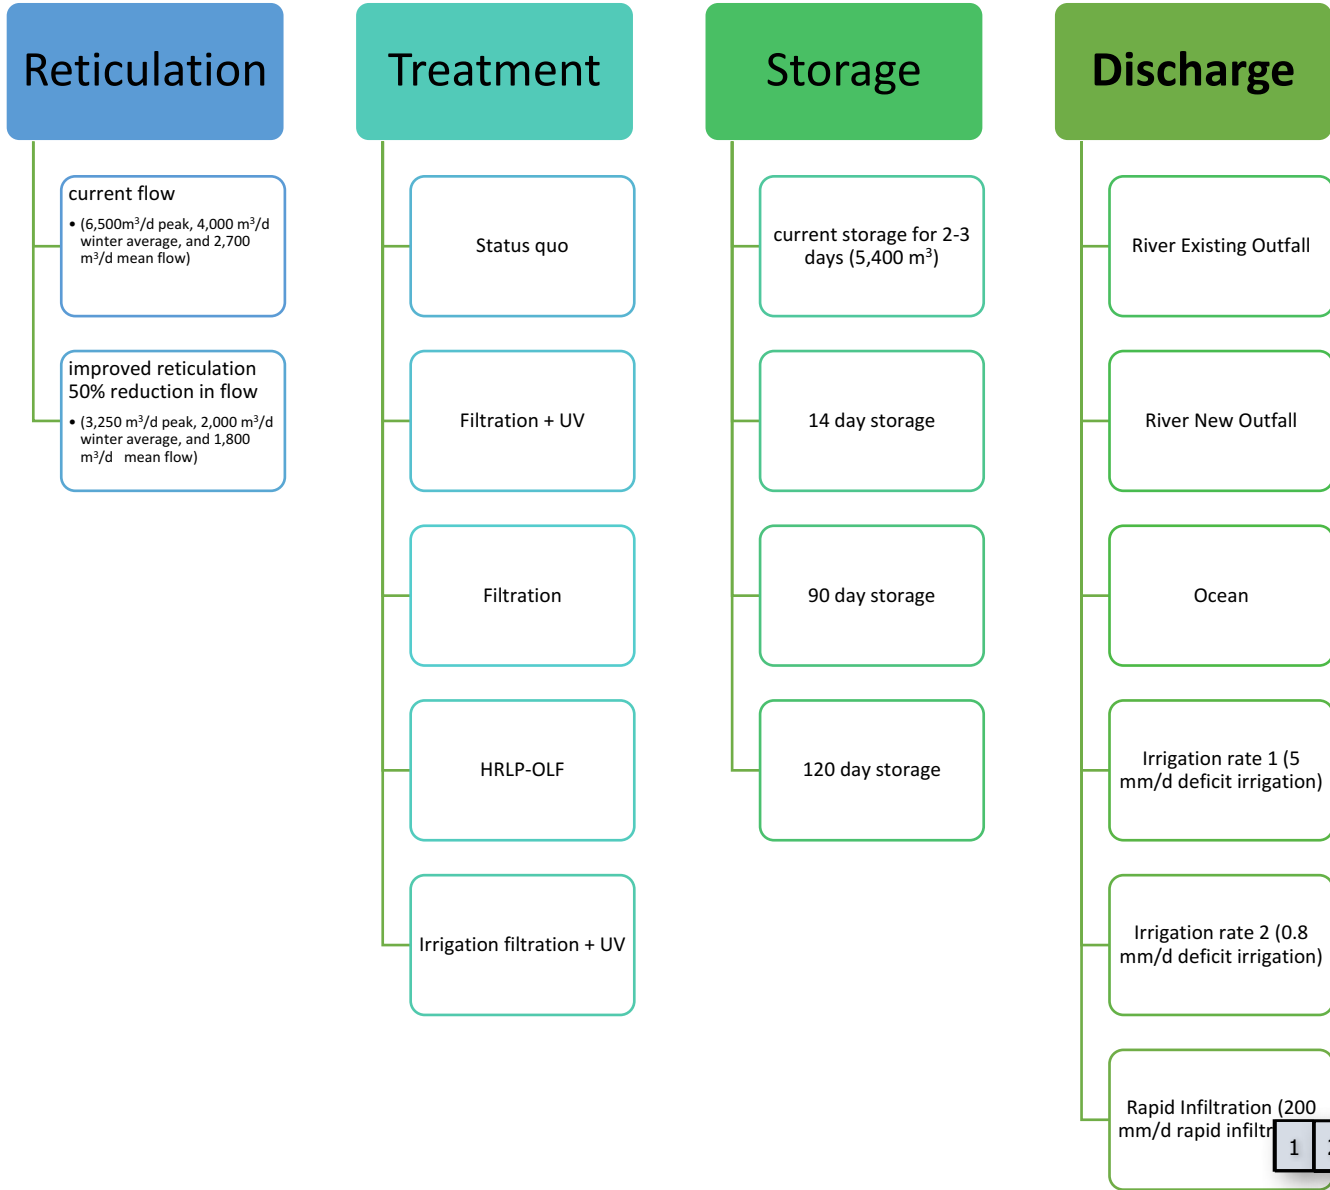 Reticulation
current flow
• (6,500m³/d peak, 4,000 m³/d
winter average, and 2,700
m³/d mean flow)
improved reticulation
50% reduction in flow
• (3,250 m³/d peak, 2,000 m³/d
winter average, and 1,800
m³/d mean flow)
Treatment
Status quo
Filtration + UV
Filtration
HRLP-OLF
Irrigation filtration + UV
Storage
current storage for 2-3
days (5,400 m³)
14 day storage
90 day storage
120 day storage
Discharge
River Existing Outfall
River New Outfall
Ocean
Irrigation rate 1 (5
mm/d deficit irrigation)
Irrigation rate 2 (0.8
mm/d deficit irrigation)
Rapid Infiltration (200
mm/d rapid
1